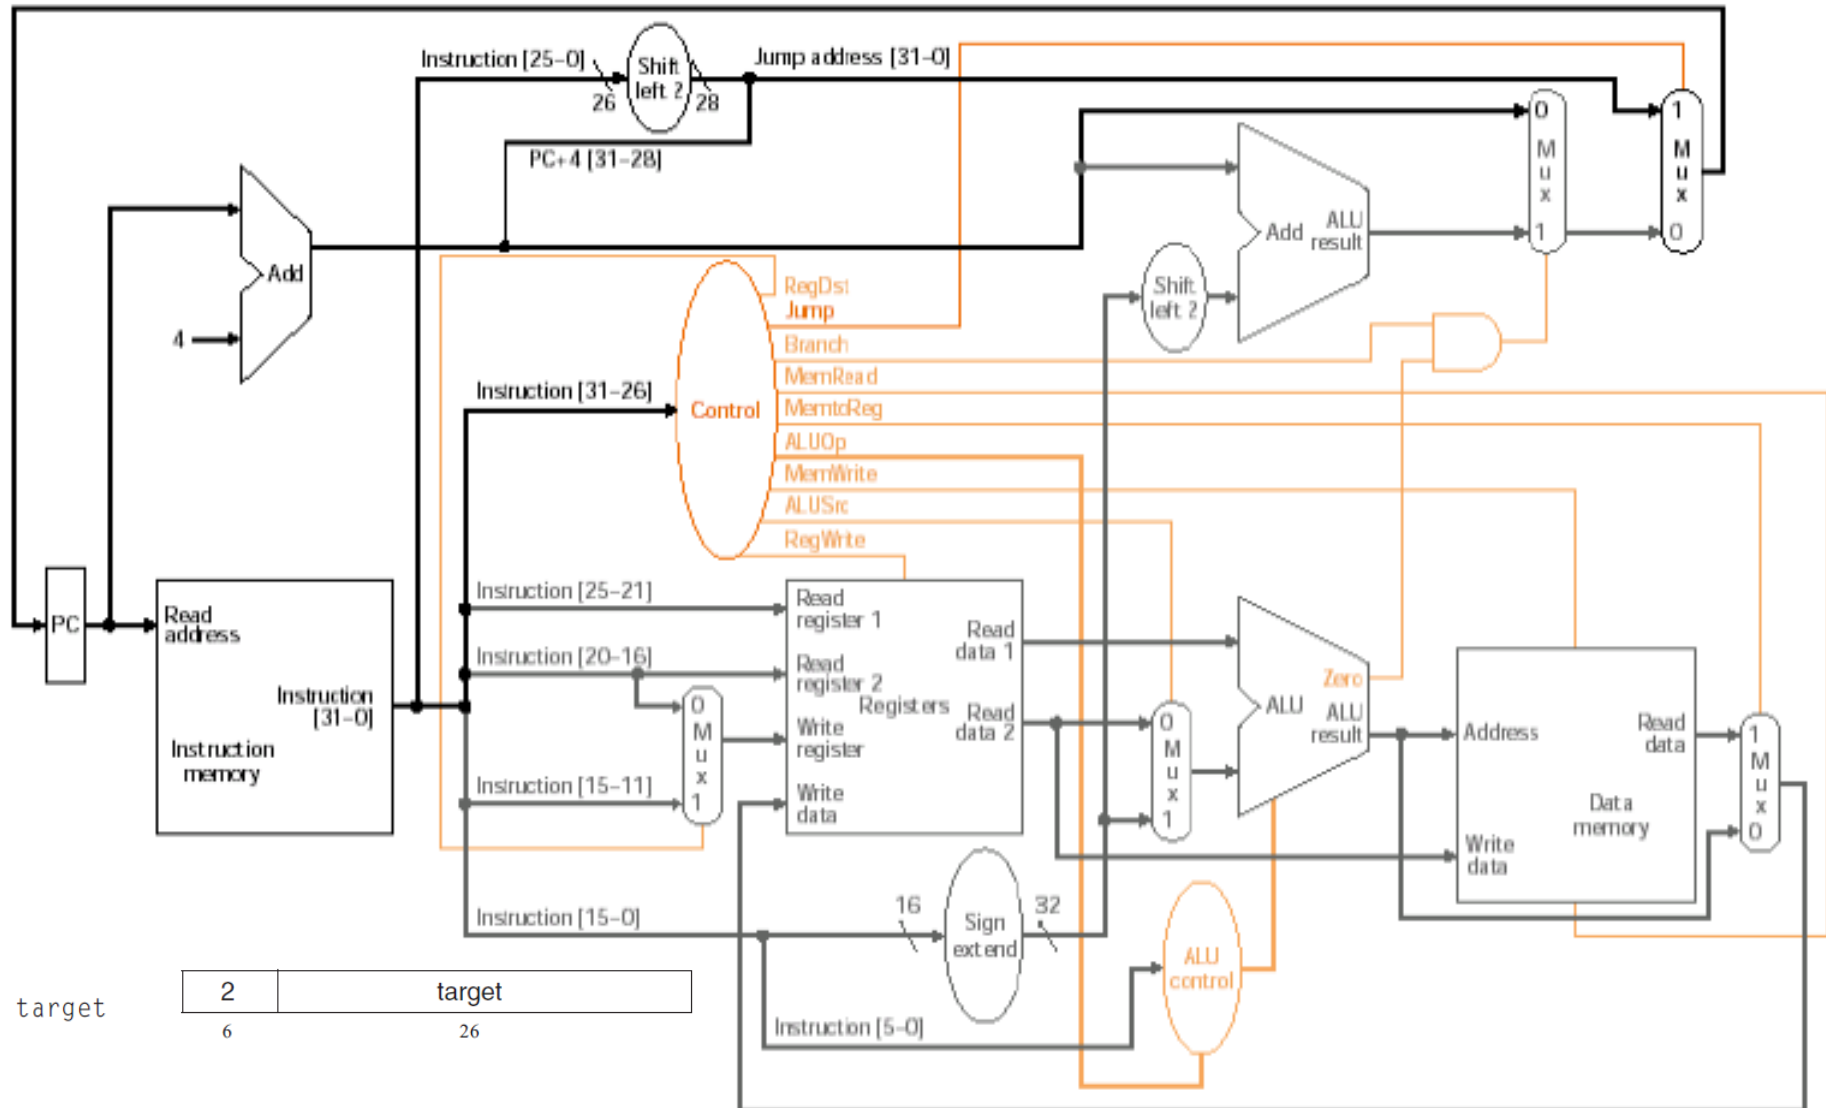 Instruction [25–0]
26
Shift
left 2
28
Jump address [31–0]
PC+4 [31–28]
Add
4
0
M
u
x
1
1
M
u
x
0
Add
ALU
result
Shift
left 2
RegDst
Jump
Branch
MemRead
MemtoReg
ALUOp
MemWrite
ALUSrc
RegWrite
Instruction [31–26]
Control
PC
Read
address
Instruction
[31–0]
Instruction
memory
Instruction [25–21]
Instruction [20–16]
Instruction [15–11]
Instruction [15–0]
0
M
u
x
1
Read
register 1
Read
register 2
Write
register
Write
data
Registers
Read
data 1
Read
data 2
0
M
u
x
1
Zero
ALU
ALU
result
Address
Write
data
Read
data
Data
memory
1
M
u
x
0
16
Sign
extend
32
ALU
control
Instruction [5–0]
target
2
target
6
26